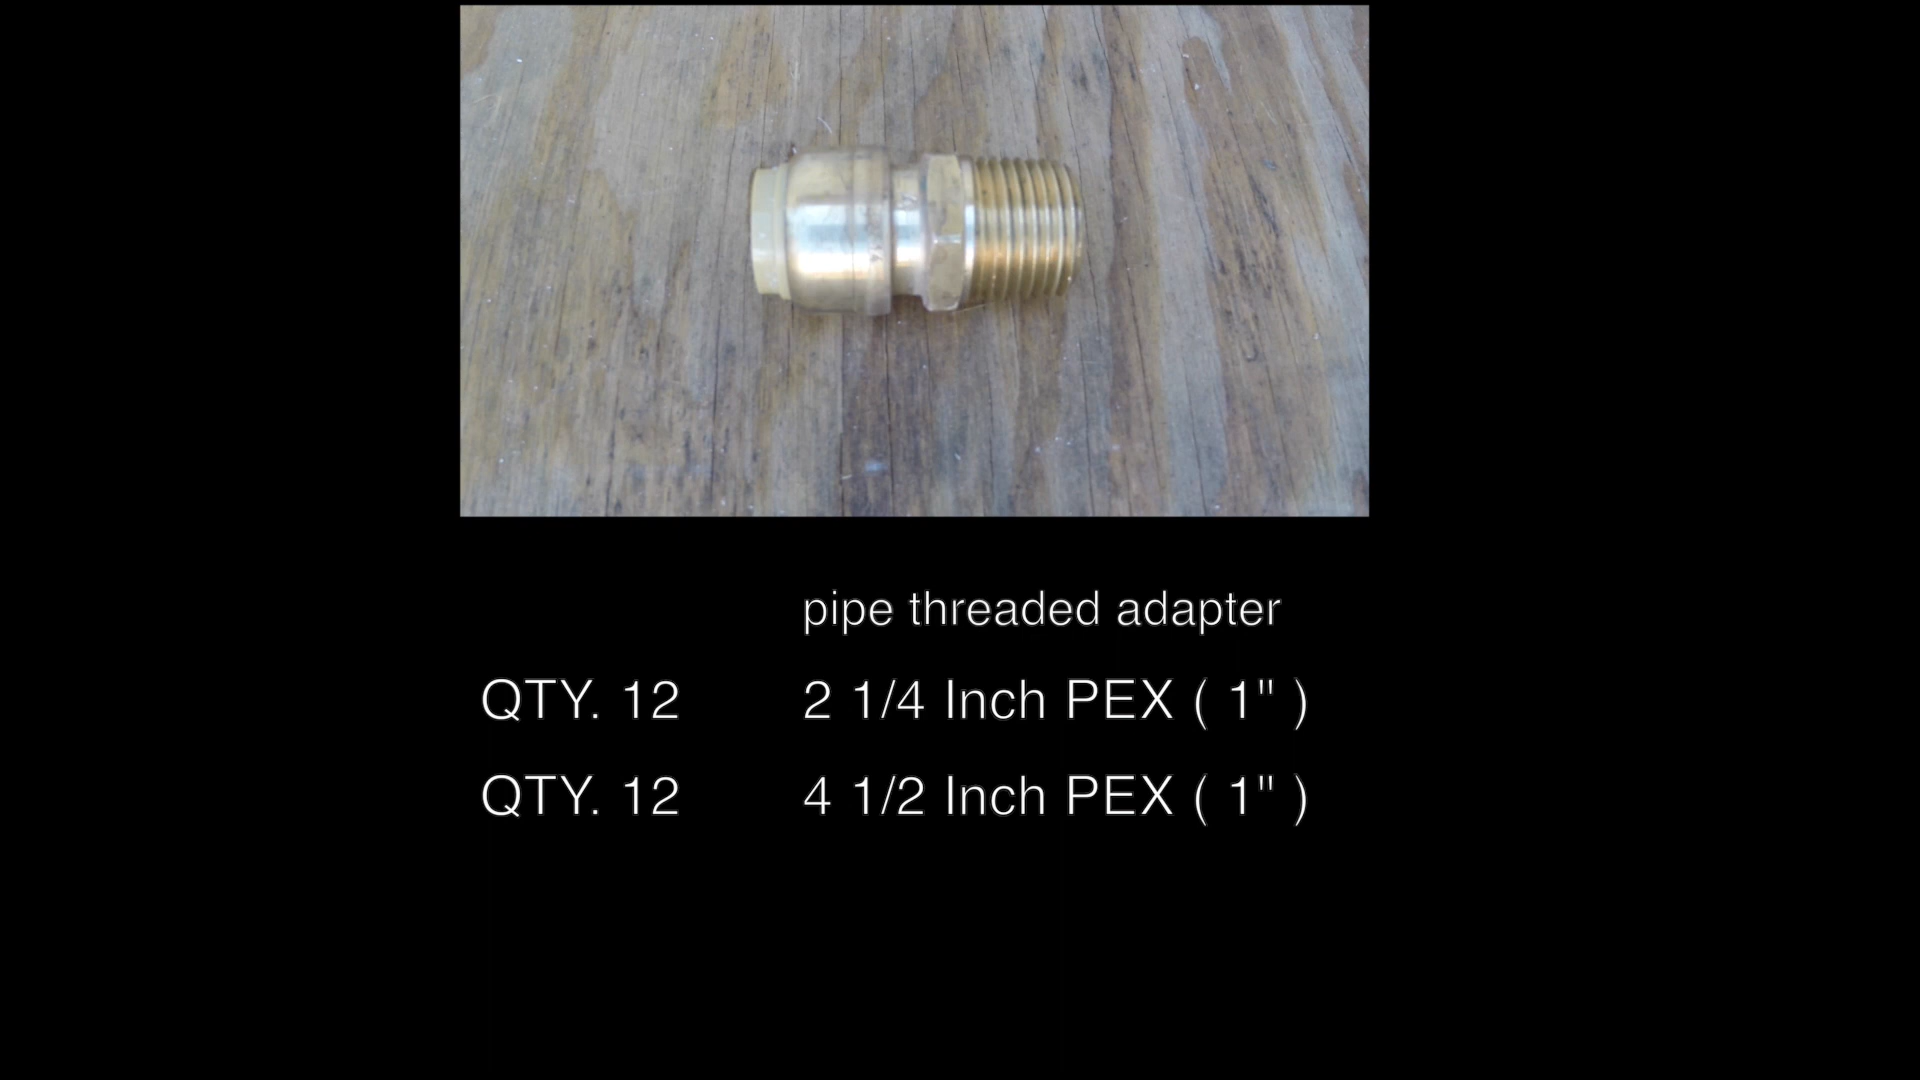 pipe threaded adapter
QTY. 12 2 1/4 Inch PEX ( 1" )
QTY. 12 4 1/2 Inch PEX ( 1" )